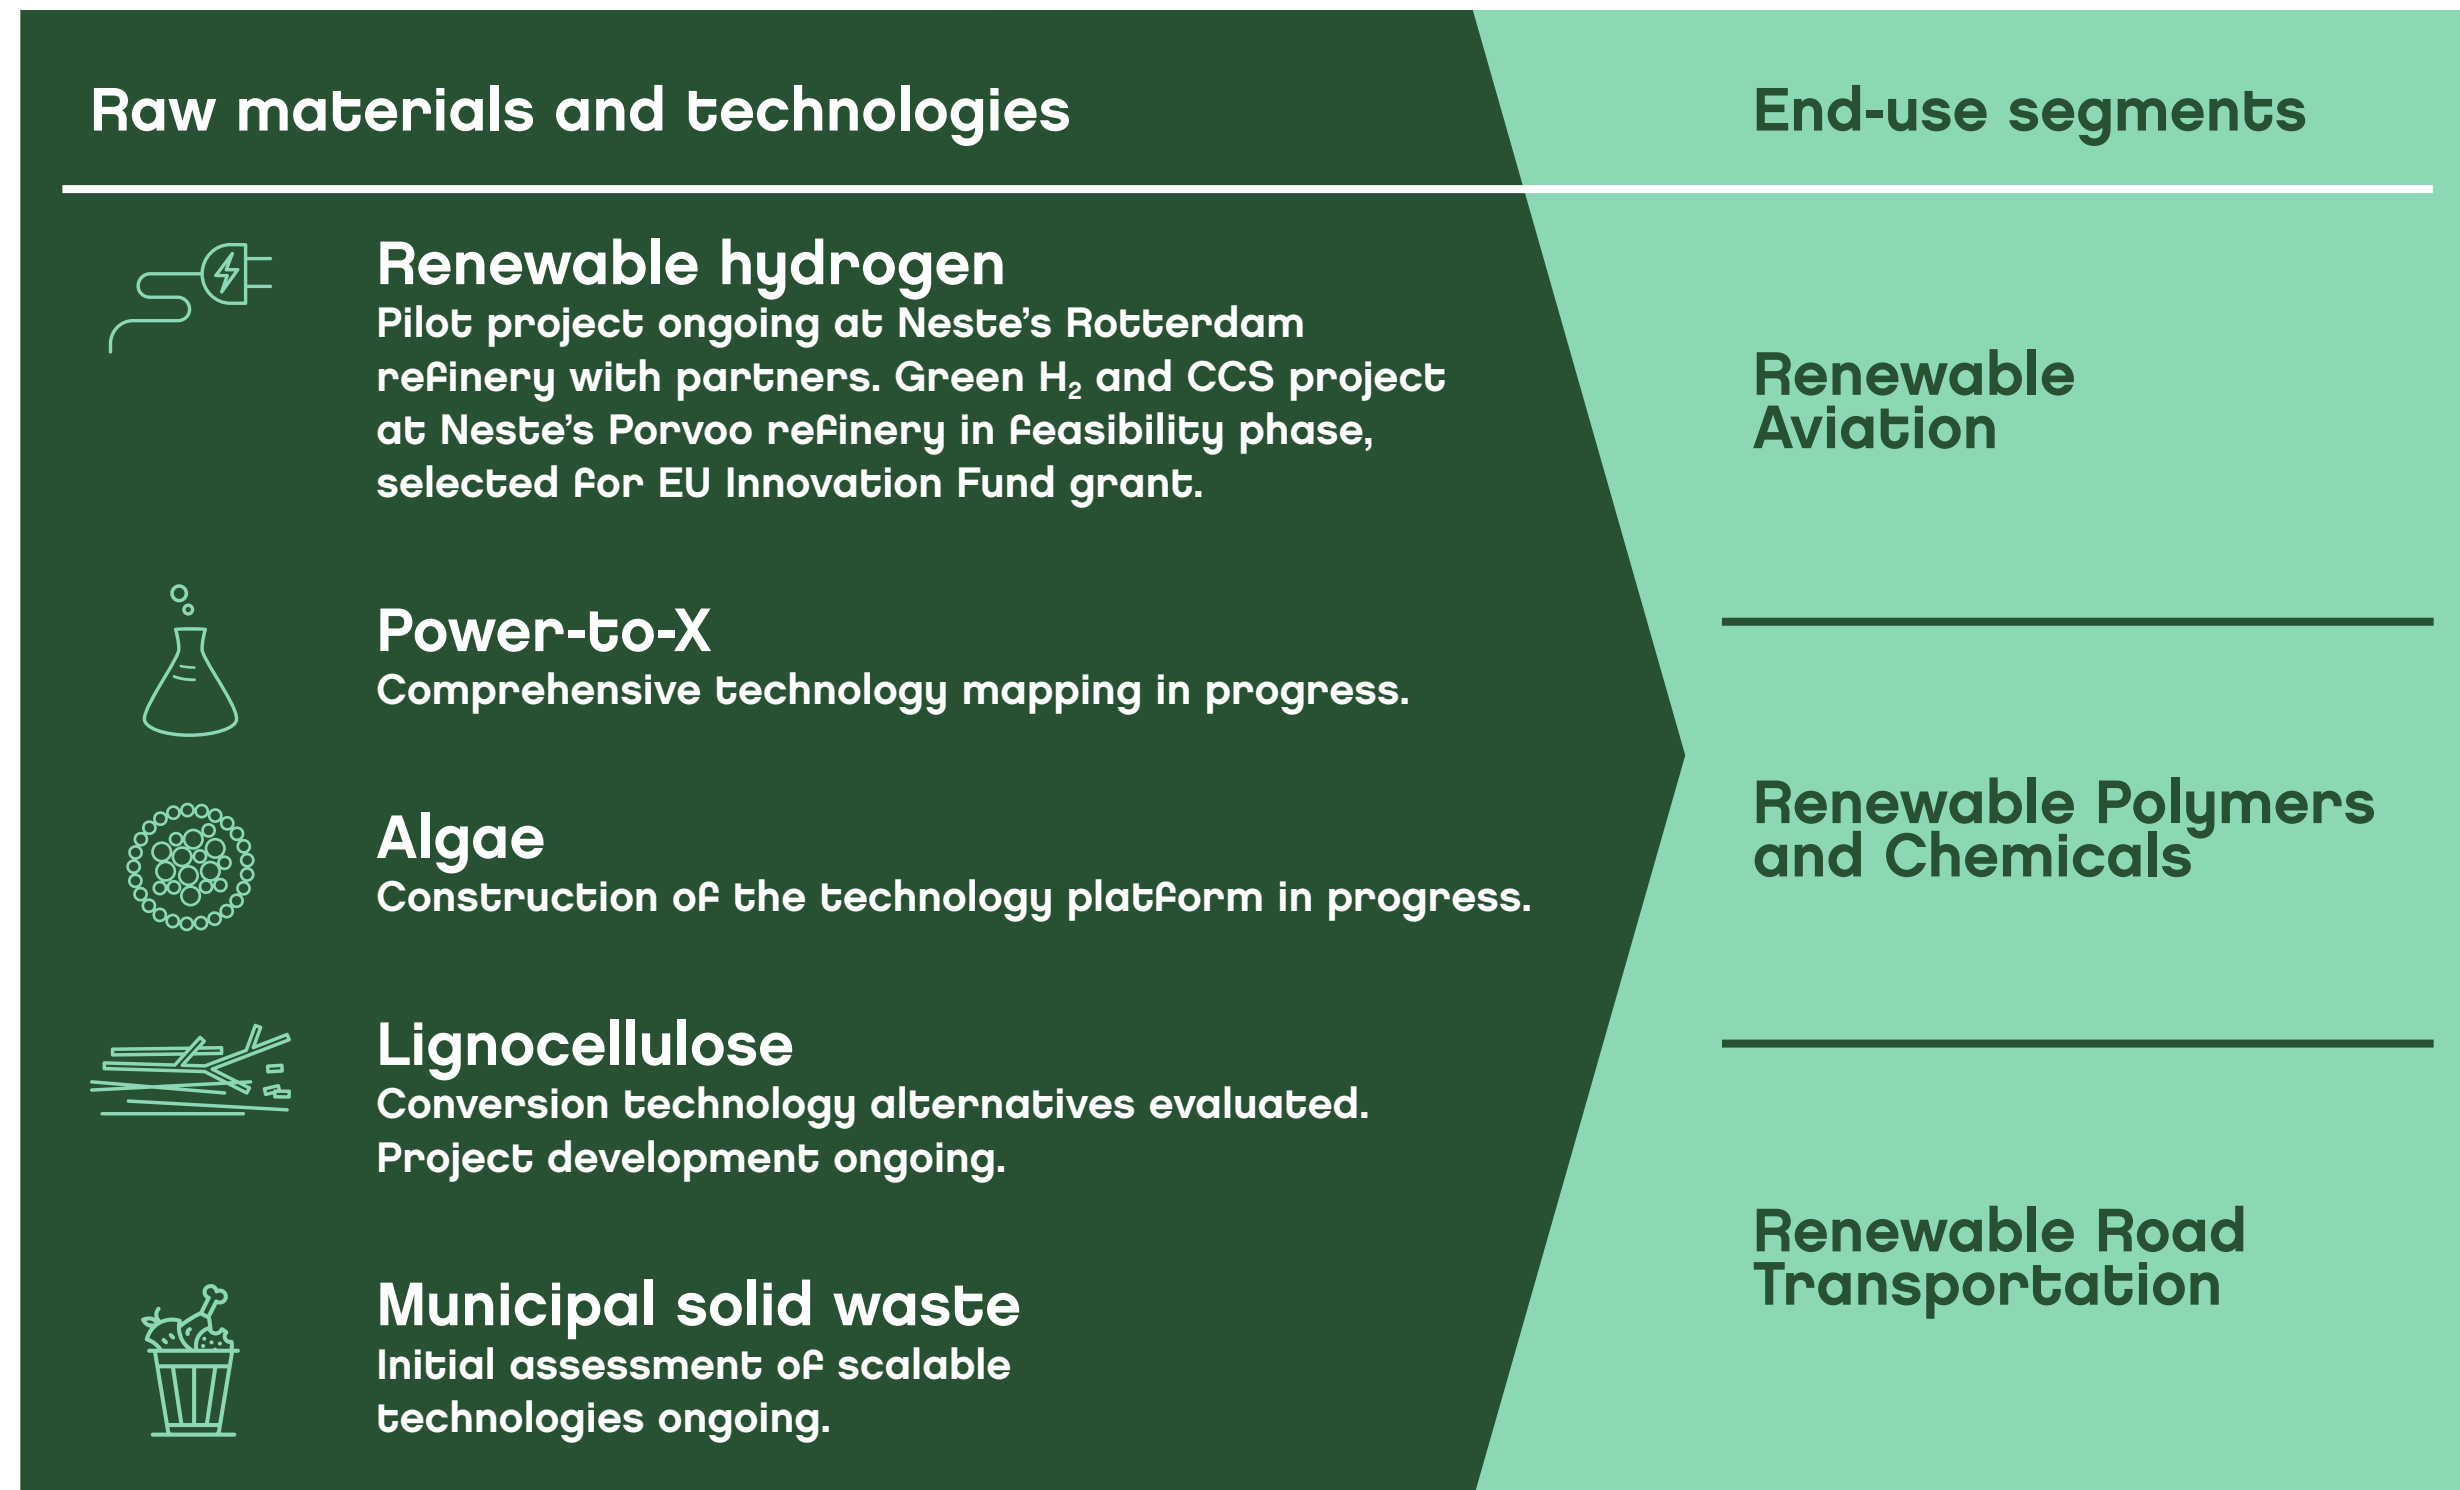 Raw materials and technologies
Renewable hydrogen
Pilot project ongoing at Neste’s Rotterdam
refinery with partners. Green H₂ and CCS project
at Neste’s Porvoo refinery in feasibility phase,
selected for EU Innovation Fund grant.
Power-to-X
Comprehensive technology mapping in progress.
Algae
Construction of the technology platform in progress.
Lignocellulose
Conversion technology alternatives evaluated.
Project development ongoing.
Municipal solid waste
Initial assessment of scalable
technologies ongoing.
End-use segments
Renewable
Aviation
Renewable Polymers
and Chemicals
Renewable Road
Transportation